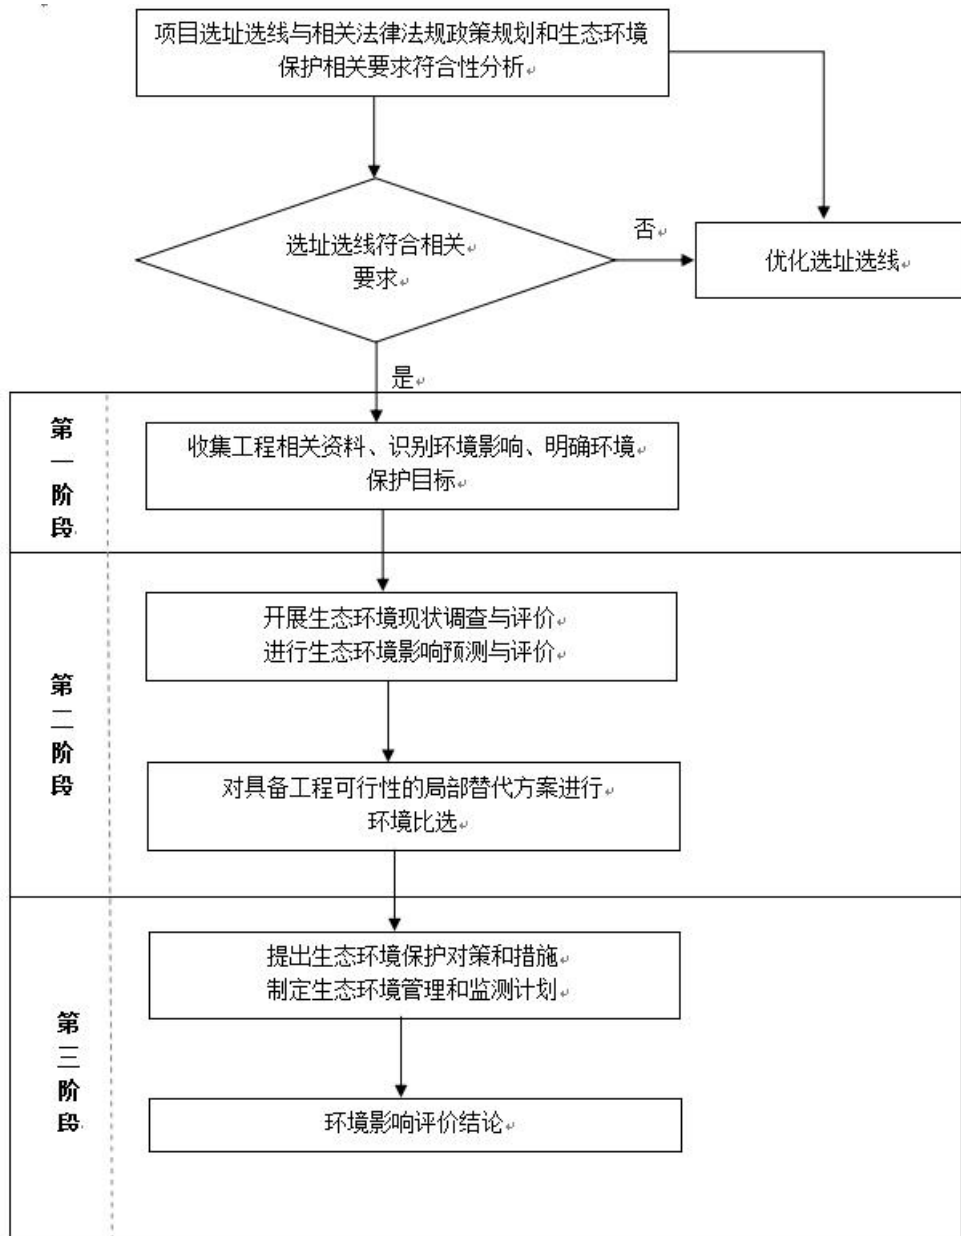 项目选址选线与相关法律法规政策规划和生态环境
保护相关要求符合性分析
选址选线符合相关
要求
否
优化选址选线
是
第一阶段
收集工程相关资料、识别环境影响、明确环境
保护目标
第二阶段
开展生态环境现状调查与评价
进行生态环境影响预测与评价
对具备工程可行性的局部替代方案进行
环境比选
第三阶段
提出生态环境保护对策和措施
制定生态环境管理和监测计划
环境影响评价结论